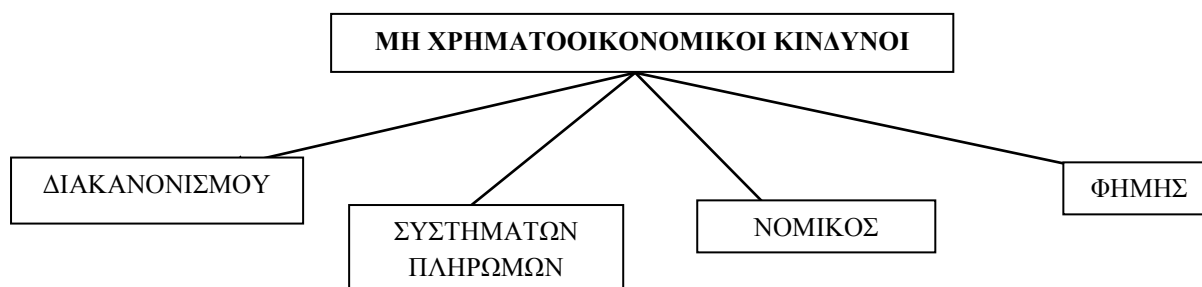 ΜΗ ΧΡΗΜΑΤΟΟΙΚΟΝΟΜΙΚΟΙ ΚΙΝΔΥΝΟΙ
ΔΙΑΚΑΝΟΝΙΣΜΟΥ
ΣΥΣΤΗΜΑΤΩΝ
ΠΛΗΡΩΜΩΝ
ΝΟΜΙΚΟΣ
ΦΗΜΗΣ